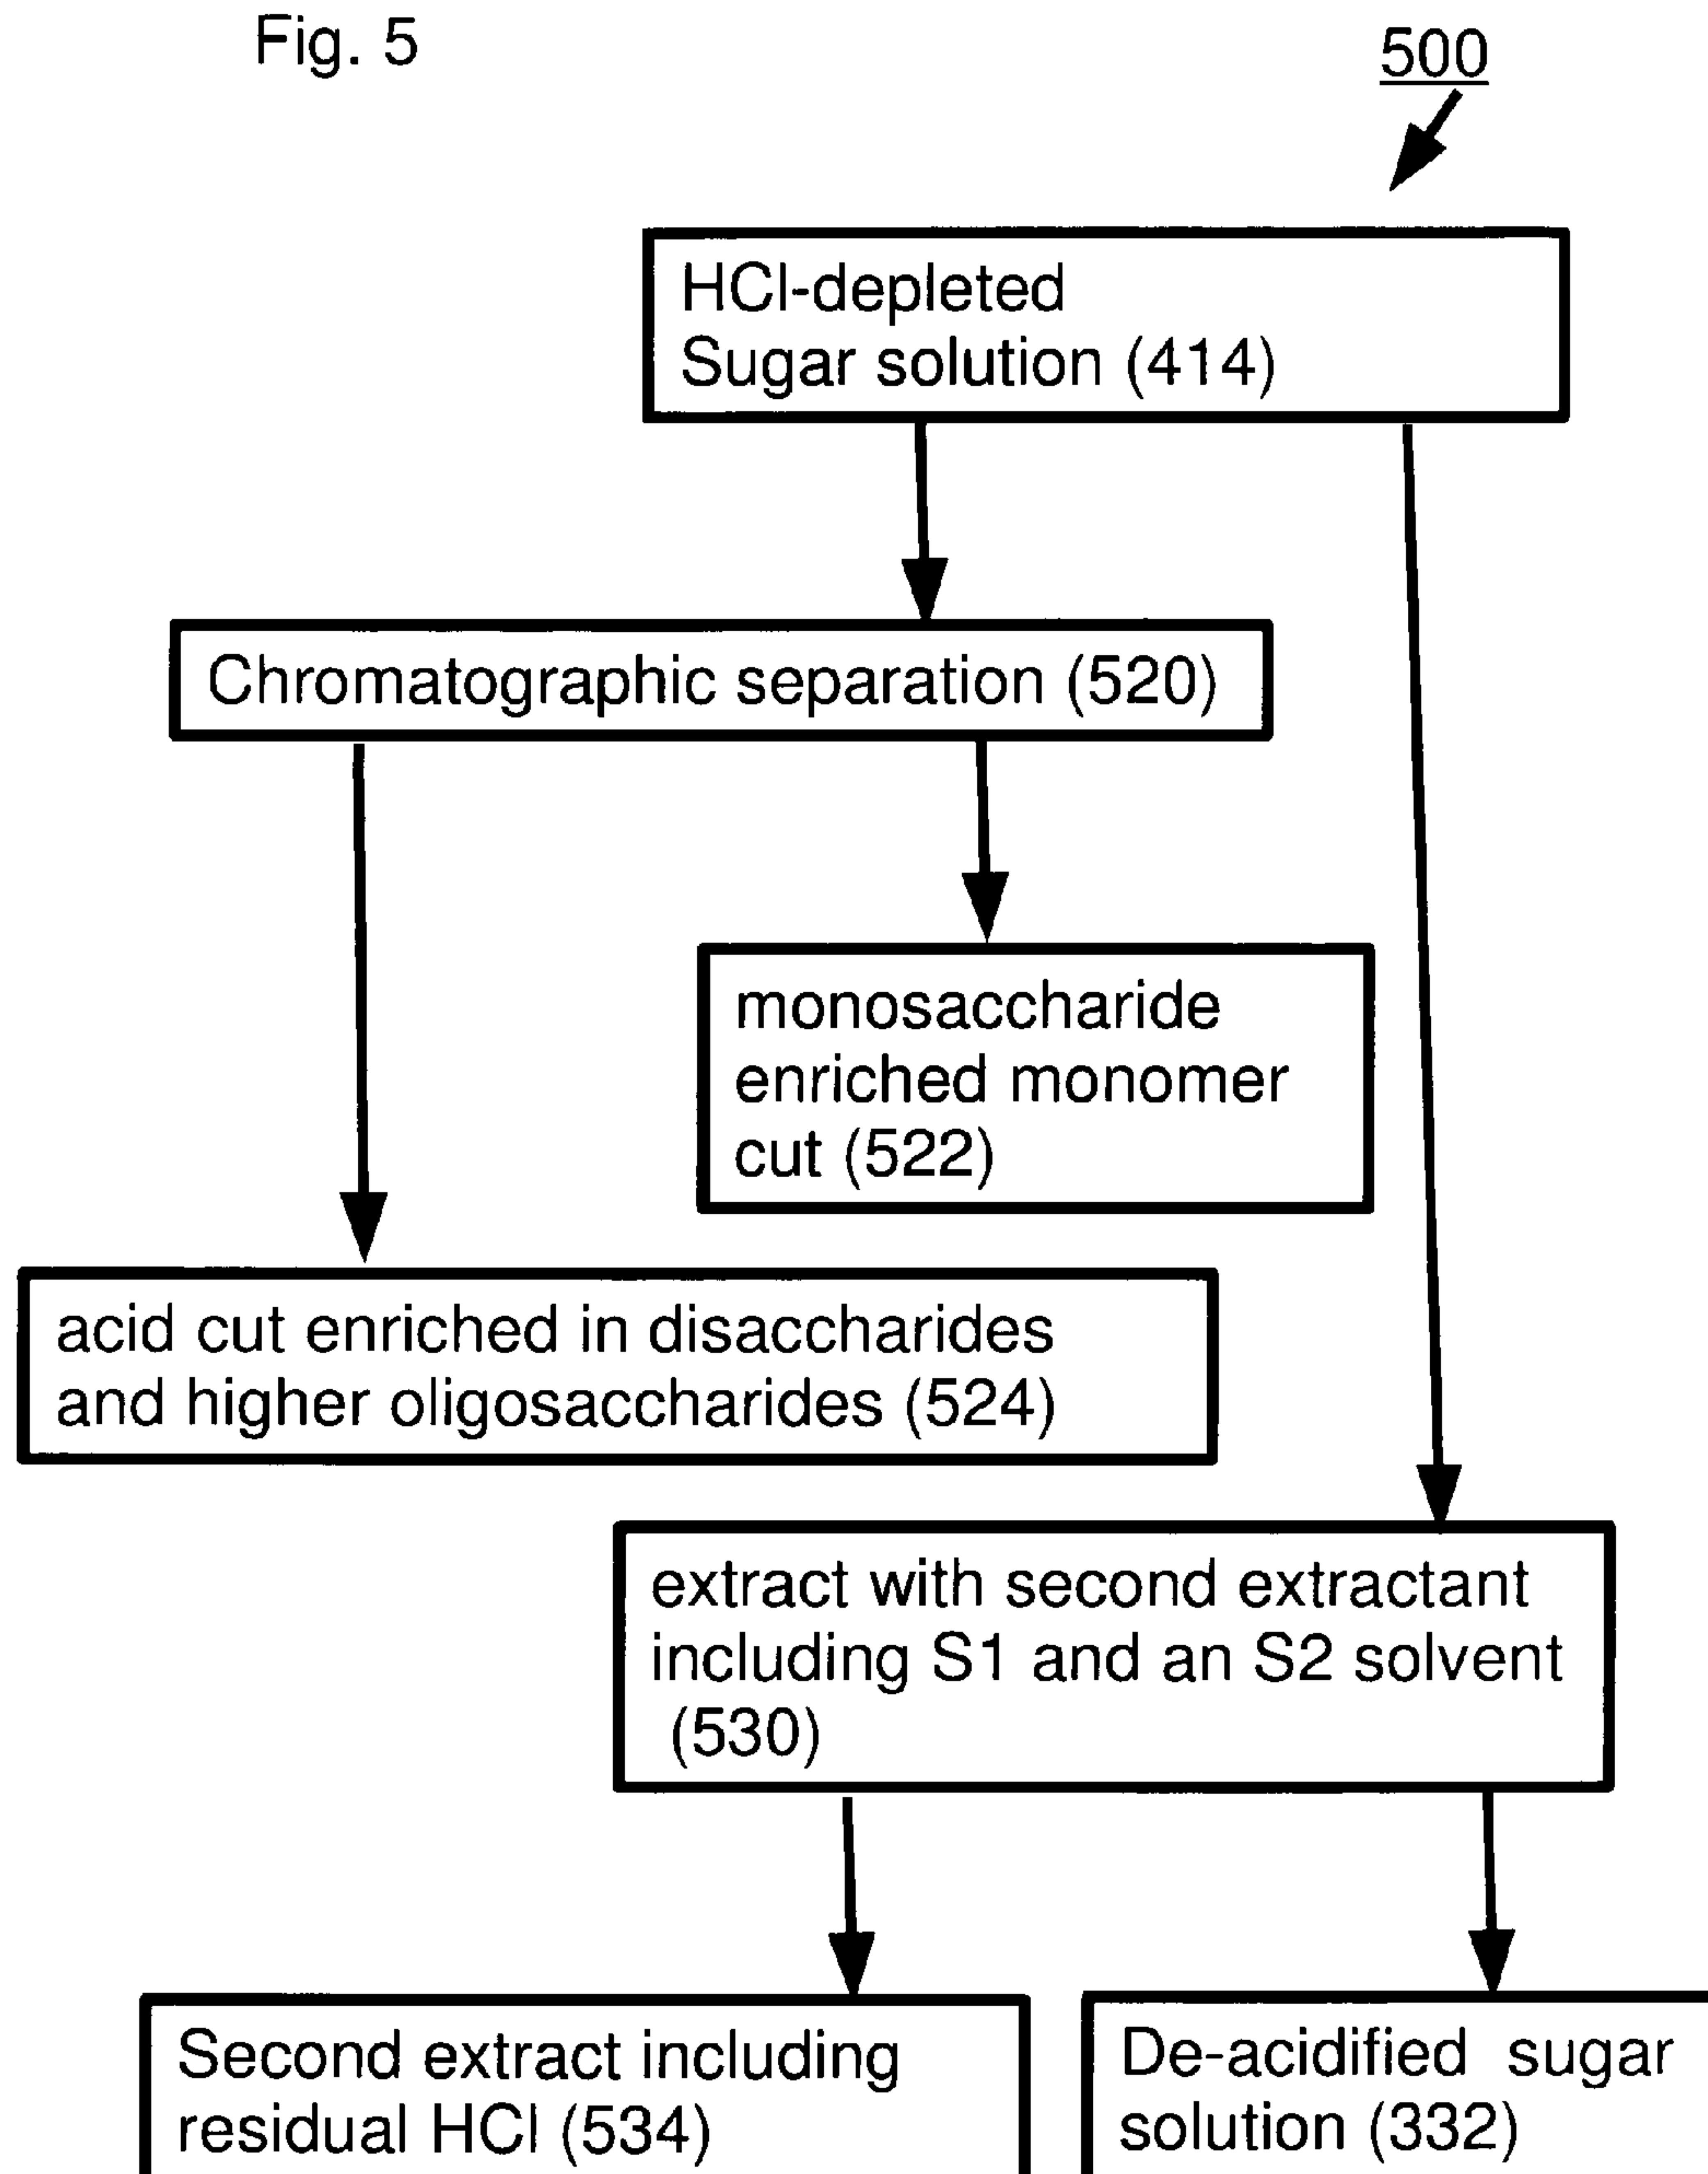 Fig. 5
500
HCl-depleted
Sugar solution (414)
Chromatographic separation (520)
monosaccharide
enriched monomer
cut (522)
acid cut enriched in disaccharides
and higher oligosaccharides (524)
extract with second extractant
including S1 and an S2 solvent
(530)
Second extract including
residual HCl (534)
De-acidified sugar
solution (332)